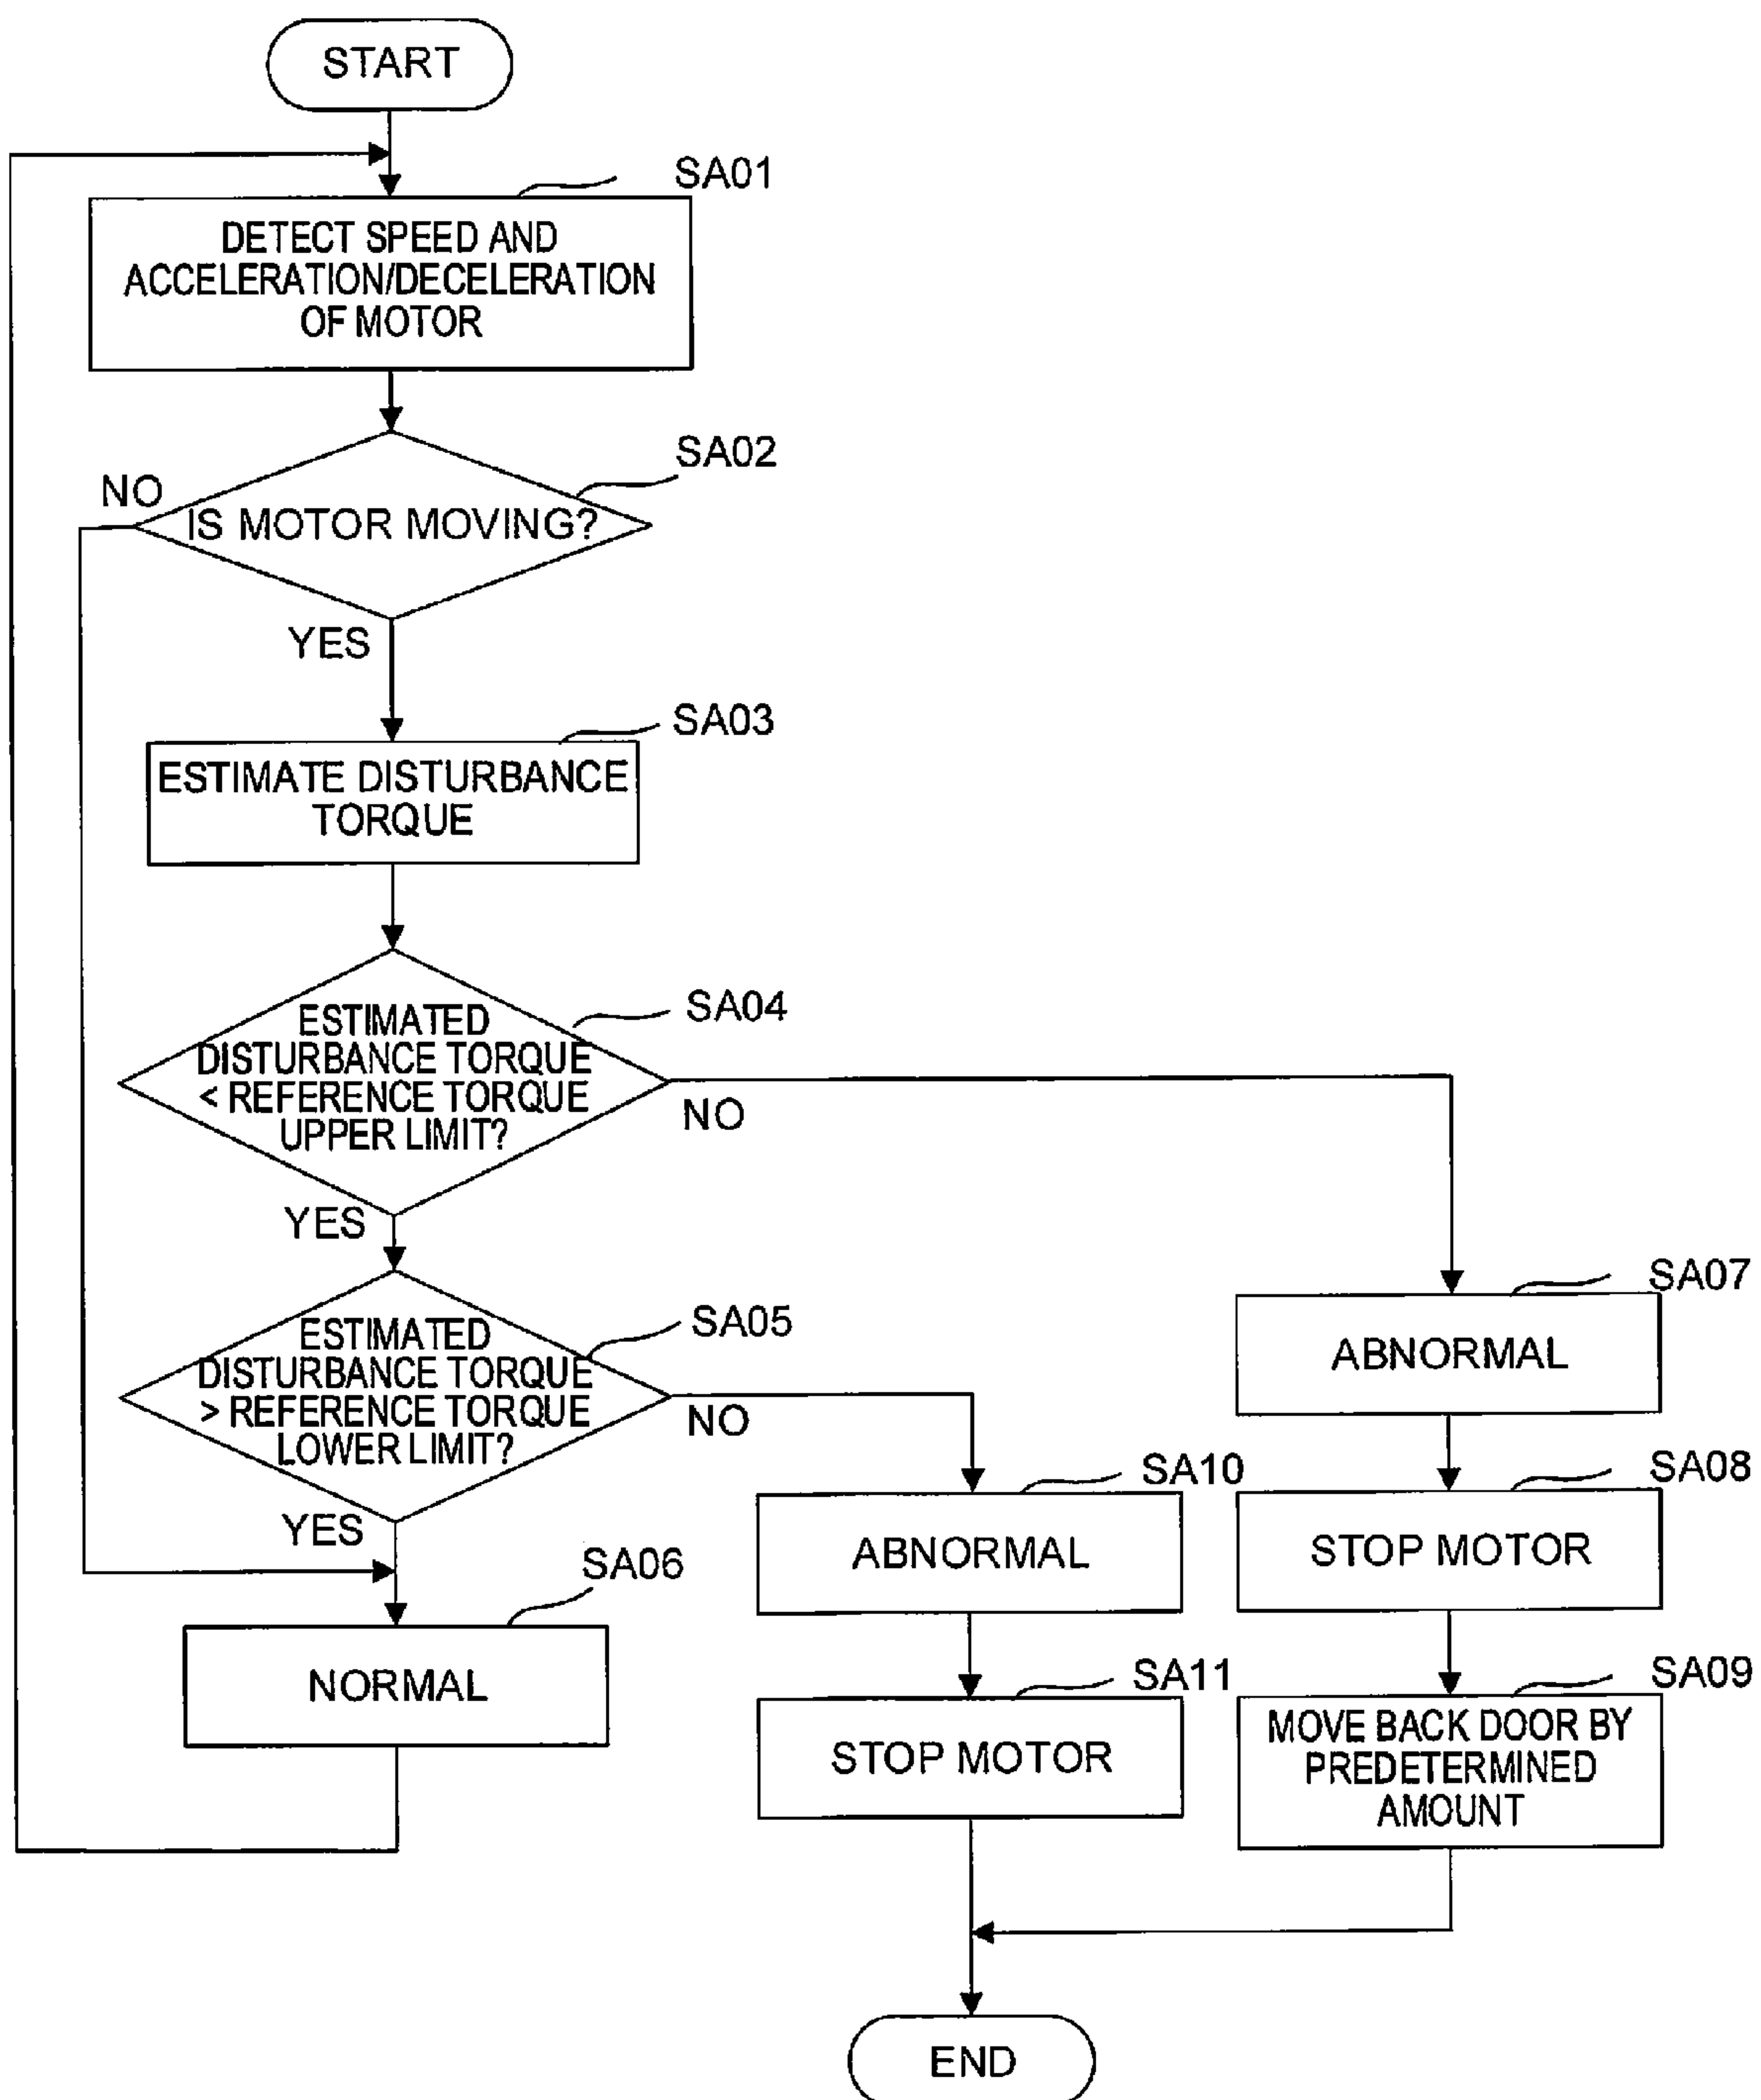 START
SA01
DETECT SPEED AND
ACCELERATION/DECELERATION
OF MOTOR
SA02
NO
IS MOTOR MOVING?
YES
SA03
ESTIMATE DISTURBANCE
TORQUE
SA04
ESTIMATED
DISTURBANCE TORQUE
< REFERENCE TORQUE
UPPER LIMIT?
NO
YES
SA05
ESTIMATED
DISTURBANCE TORQUE
> REFERENCE TORQUE
LOWER LIMIT?
NO
YES
SA06
NORMAL
SA10
ABNORMAL
SA11
STOP MOTOR
SA07
ABNORMAL
SA08
STOP MOTOR
SA09
MOVE BACK DOOR BY
PREDETERMINED
AMOUNT
END